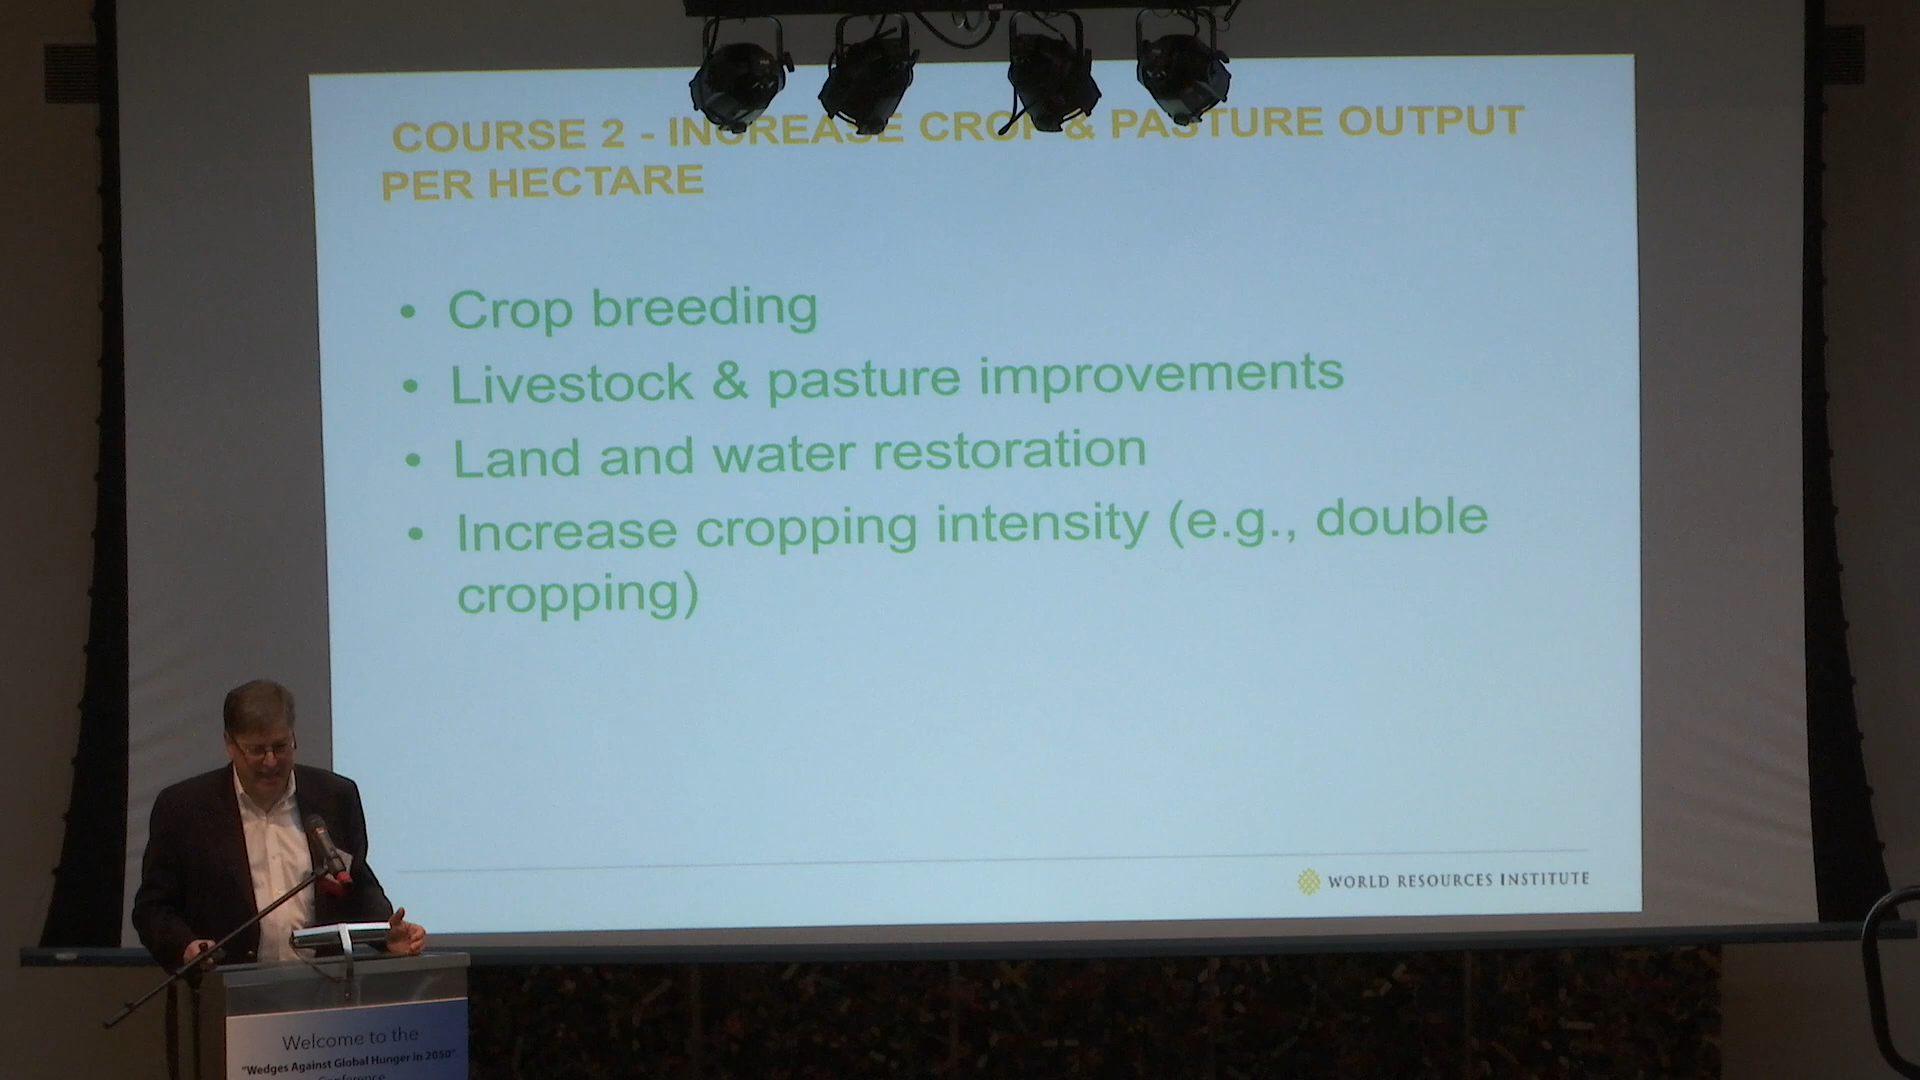 COURSE 2 - INCREASE CROP & PASTURE OUTPUT
PER HECTARE
• Crop breeding
• Livestock & pasture improvements
• Land and water restoration
• Increase cropping intensity (e.g., double
cropping)
WORLD RESOURCES INSTITUTE
Welcome to the
"Wedges Against Global Hunger in 2050"
Conference